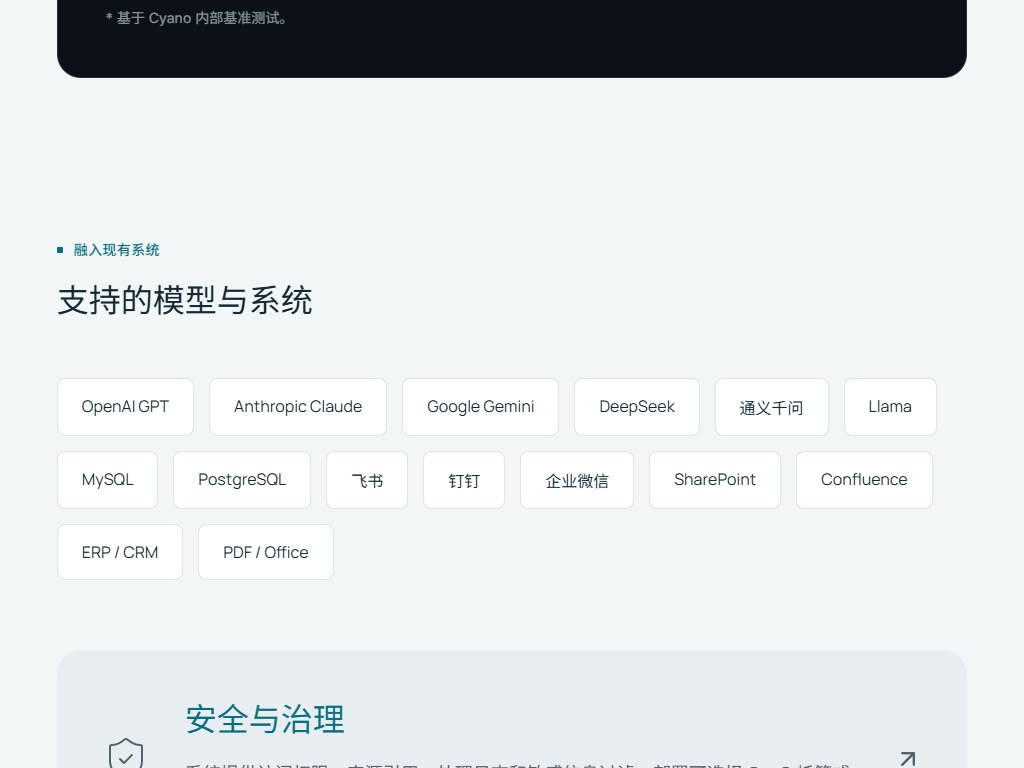 * 基于 Cyano 内部基准测试。
融入现有系统
支持的模型与系统
OpenAI GPT
Anthropic Claude
Google Gemini
DeepSeek
通义千问
Llama
MySQL
PostgreSQL
飞书
钉钉
企业微信
SharePoint
Confluence
ERP / CRM
PDF / Office
安全与治理